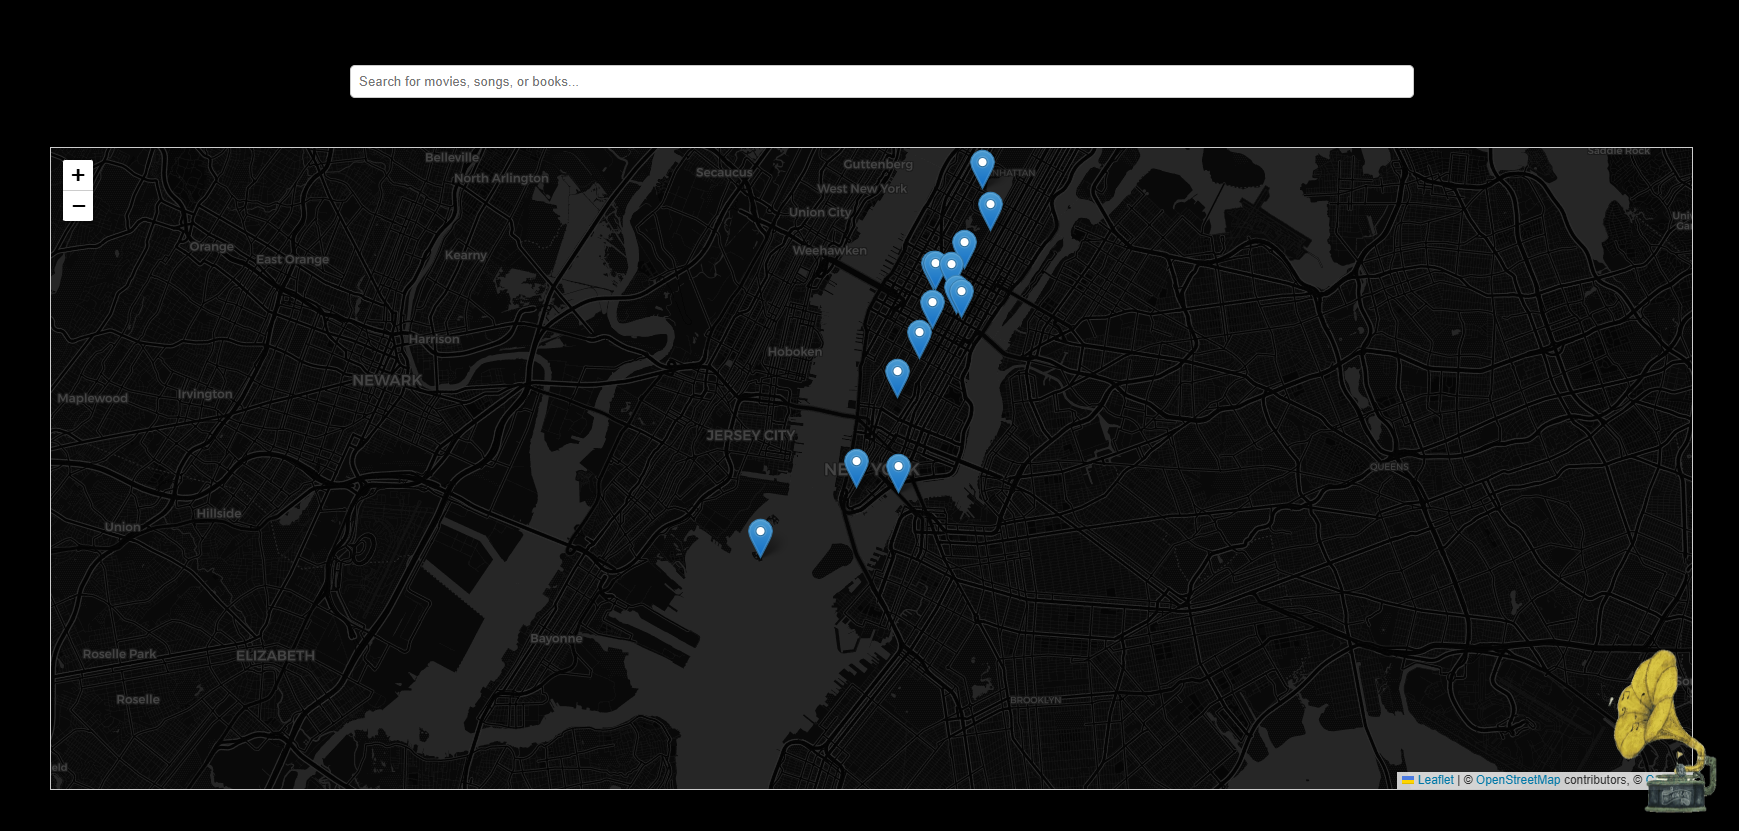 Search for movies, songs, or books...
+
−
Belleville
North Arlington
Secaucus
Guttenberg
West New York
Union City
Weehawken
Saddle Rock
Orange
East Orange
Kearny
Harrison
Hoboken
NEWARK
Maplewood
Irvington
JERSEY CITY
QUEENS
Hillside
Union
Bayonne
Roselle Park
ELIZABETH
Roselle
BROOKLYN
Leaflet | © OpenStreetMap contributors, ©